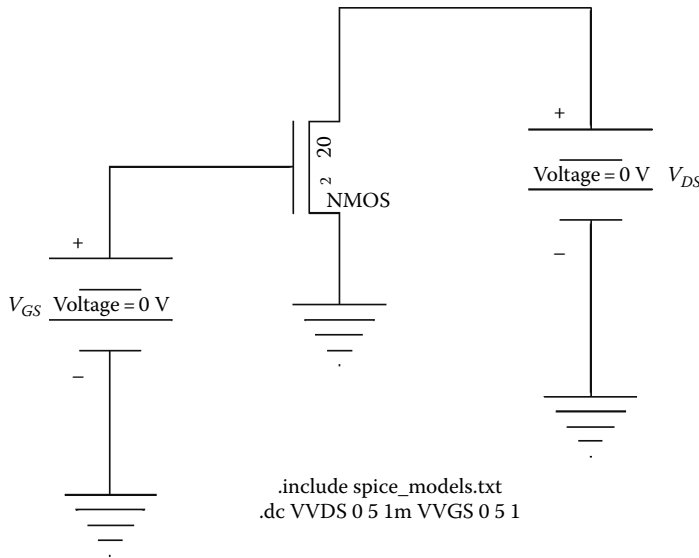 +
20
2
Voltage = 0 V V_DS
NMOS
+
−
V_GS Voltage = 0 V
−
.include spice_models.txt
.dc VVDS 0 5 1m VVGS 0 5 1